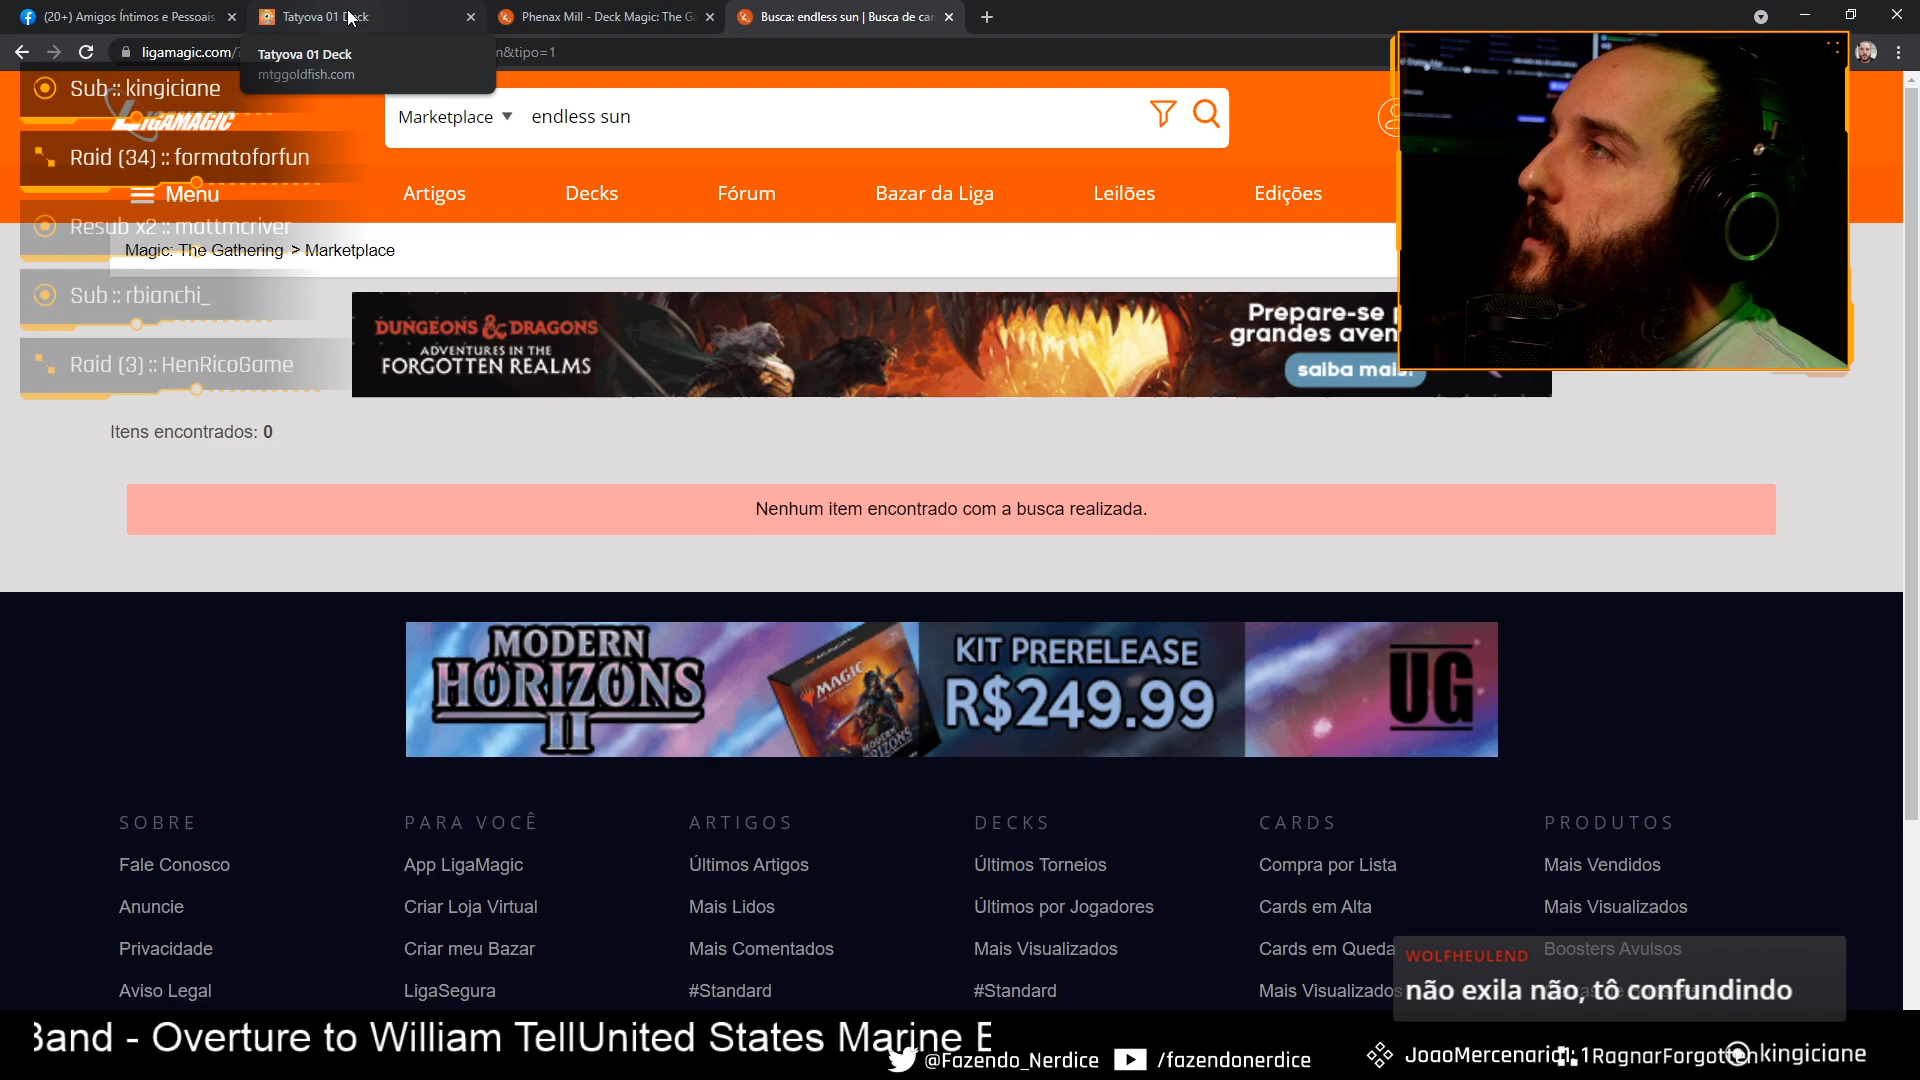 (20+) Amigos Íntimos e Pessoais
Tatyova 01 Deck
Phenax Mill - Deck Magic: The G
Busca: endless sun | Busca de car
ligamagic.com/
n&tipo=1
Tatyova 01 Deck
mtggoldfish.com
Sub :: kingiciane
LIGAMAGIC
Marketplace
endless sun
Raid (34) :: formatoforfun
Menu
Artigos
Decks
Fórum
Bazar da Liga
Leilões
Edições
Resub x2 :: mattmcriver
Magic: The Gathering > Marketplace
Sub :: rbianchi_
Raid (3) :: HenRicoGame
DUNGEONS & DRAGONS
ADVENTURES IN THE
FORGOTTEN REALMS
Prepare-se
grandes aven
saiba mais!
Itens encontrados: 0
Nenhum item encontrado com a busca realizada.
MODERN
HORIZONS
II
MAGIC
KIT PRERELEASE
R$249.99
UG
SOBRE
PARA VOCÊ
ARTIGOS
DECKS
CARDS
PRODUTOS
Fale Conosco
App LigaMagic
Últimos Artigos
Últimos Torneios
Compra por Lista
Mais Vendidos
Anuncie
Criar Loja Virtual
Mais Lidos
Últimos por Jogadores
Cards em Alta
Mais Visualizados
Privacidade
Criar meu Bazar
Mais Comentados
Mais Visualizados
Cards em Queda
Boosters Avulsos
Aviso Legal
LigaSegura
#Standard
#Standard
Mais Visualizados
WOLFHEULEND
não exila não, tô confundindo
Band - Overture to William TellUnited States Marine B
@Fazendo_Nerdice
/fazendonerdice
JoaoMercenario
1 RagnarForgotten
kingiciane